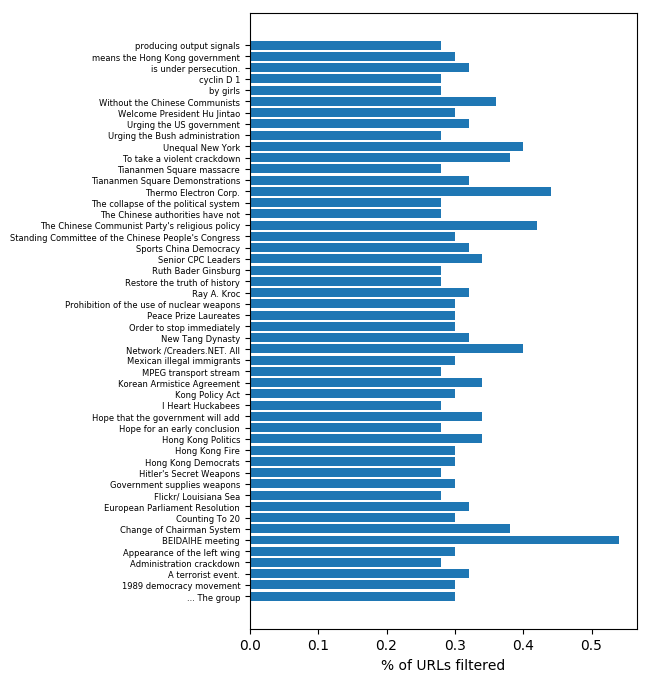 producing output signals
means the Hong Kong government
is under persecution.
cyclin D 1
by girls
Without the Chinese Communists
Welcome President Hu Jintao
Urging the US government
Urging the Bush administration
Unequal New York
To take a violent crackdown
Tiananmen Square massacre
Tiananmen Square Demonstrations
Thermo Electron Corp.
The collapse of the political system
The Chinese authorities have not
The Chinese Communist Party's religious policy
Standing Committee of the Chinese People's Congress
Sports China Democracy
Senior CPC Leaders
Ruth Bader Ginsburg
Restore the truth of history
Ray A. Kroc
Prohibition of the use of nuclear weapons
Peace Prize Laureates
Order to stop immediately
New Tang Dynasty
Network /Creaders.NET. All
Mexican illegal immigrants
MPEG transport stream
Korean Armistice Agreement
Kong Policy Act
I Heart Huckabees
Hope that the government will add
Hope for an early conclusion
Hong Kong Politics
Hong Kong Fire
Hong Kong Democrats
Hitler's Secret Weapons
Government supplies weapons
Flickr/ Louisiana Sea
European Parliament Resolution
Counting To 20
Change of Chairman System
BEIDAIHE meeting
Appearance of the left wing
Administration crackdown
A terrorist event.
1989 democracy movement
... The group
0.0 0.1 0.2 0.3 0.4 0.5
% of URLs filtered